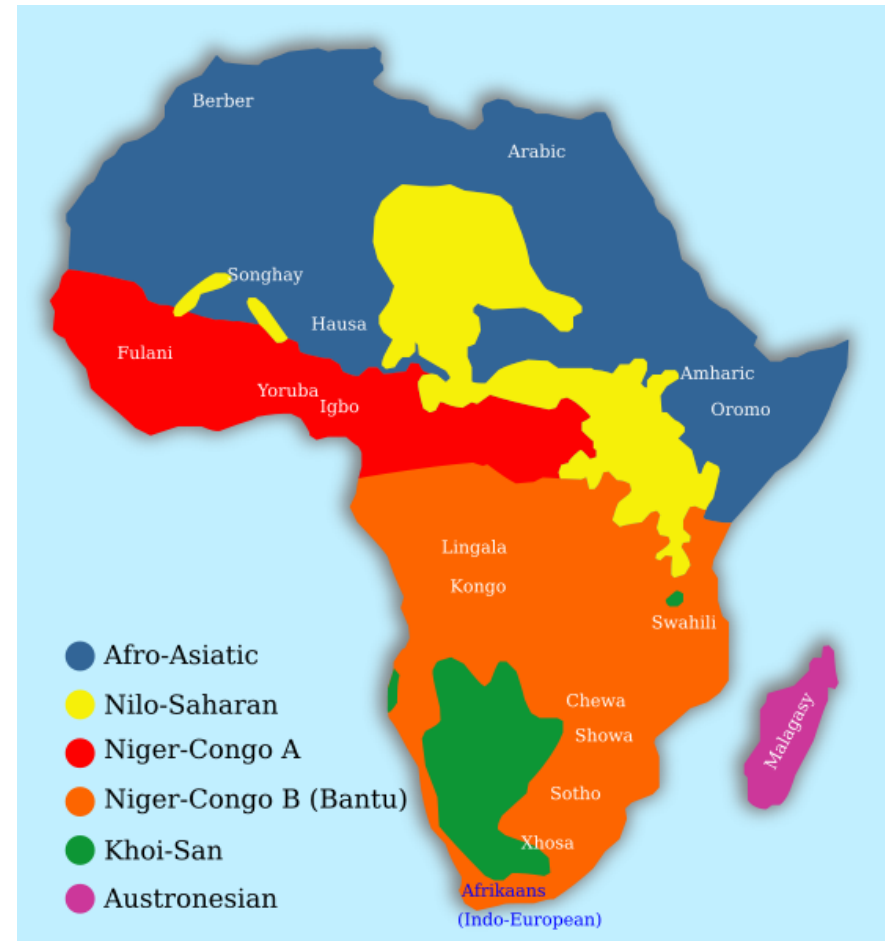 Berber
Arabic
Songhay
Hausa
Fulani
Amharic
Yoruba
Igbo
Oromo
Lingala
Kongo
Swahili
Afro-Asiatic
Nilo-Saharan
Niger-Congo A
Niger-Congo B (Bantu)
Khoi-San
Austronesian
Chewa
Showa
Malagasy
Sotho
Xhosa
Afrikaans
(Indo-European)